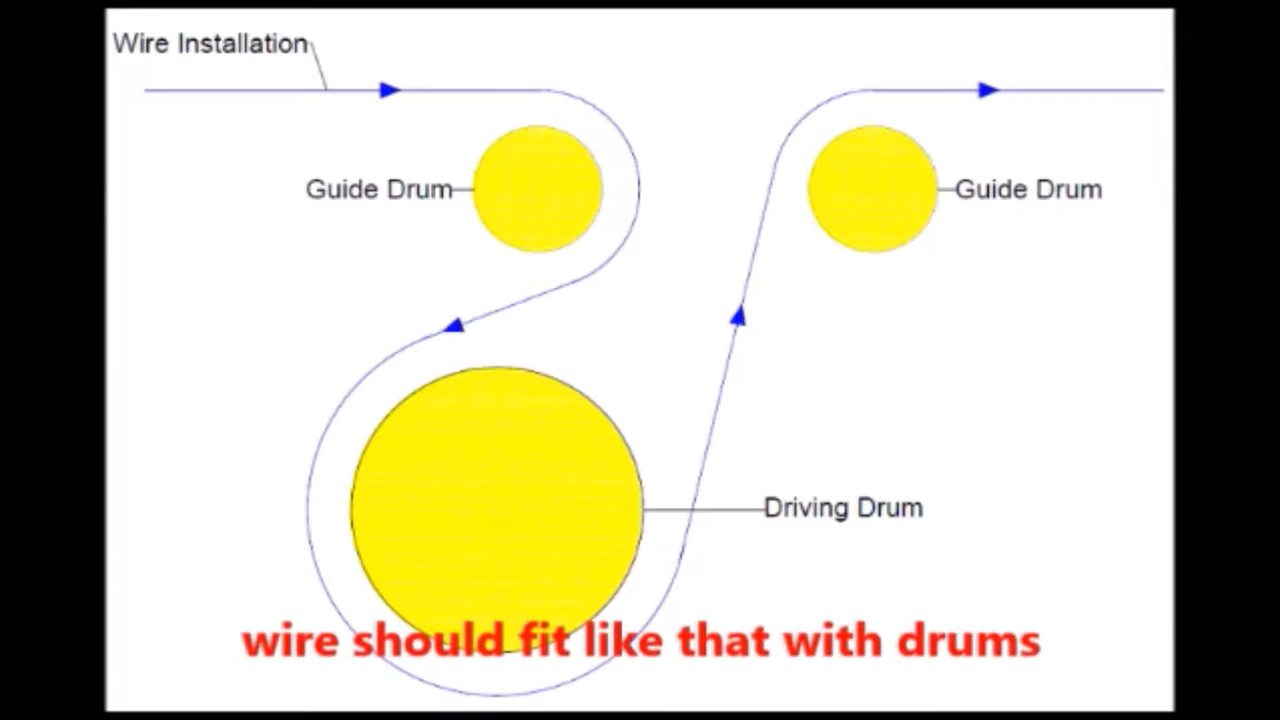 Wire Installation
Guide Drum
Guide Drum
Driving Drum
wire should fit like that with drums